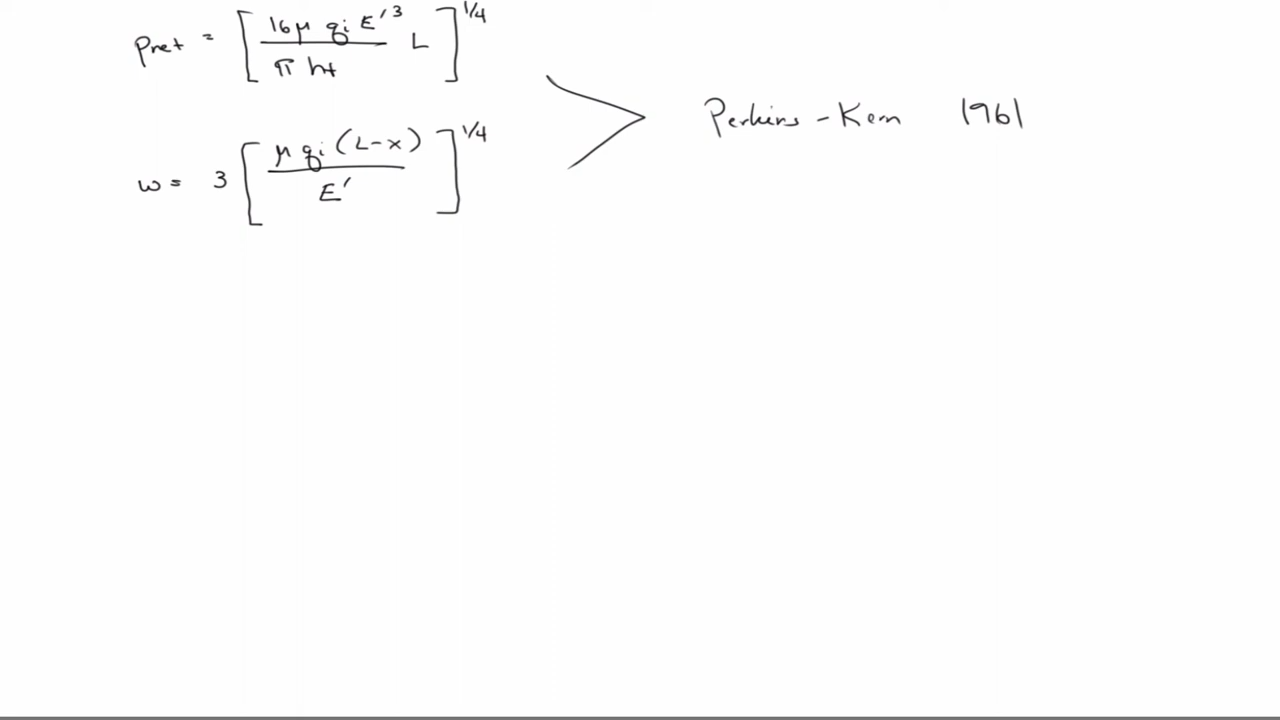 Pnet = [ 16μ qi E'³ / π hf L ]^1/4
w = 3 [ μ qi (L-x) / E' ]^1/4
Perkins - Kern 1961